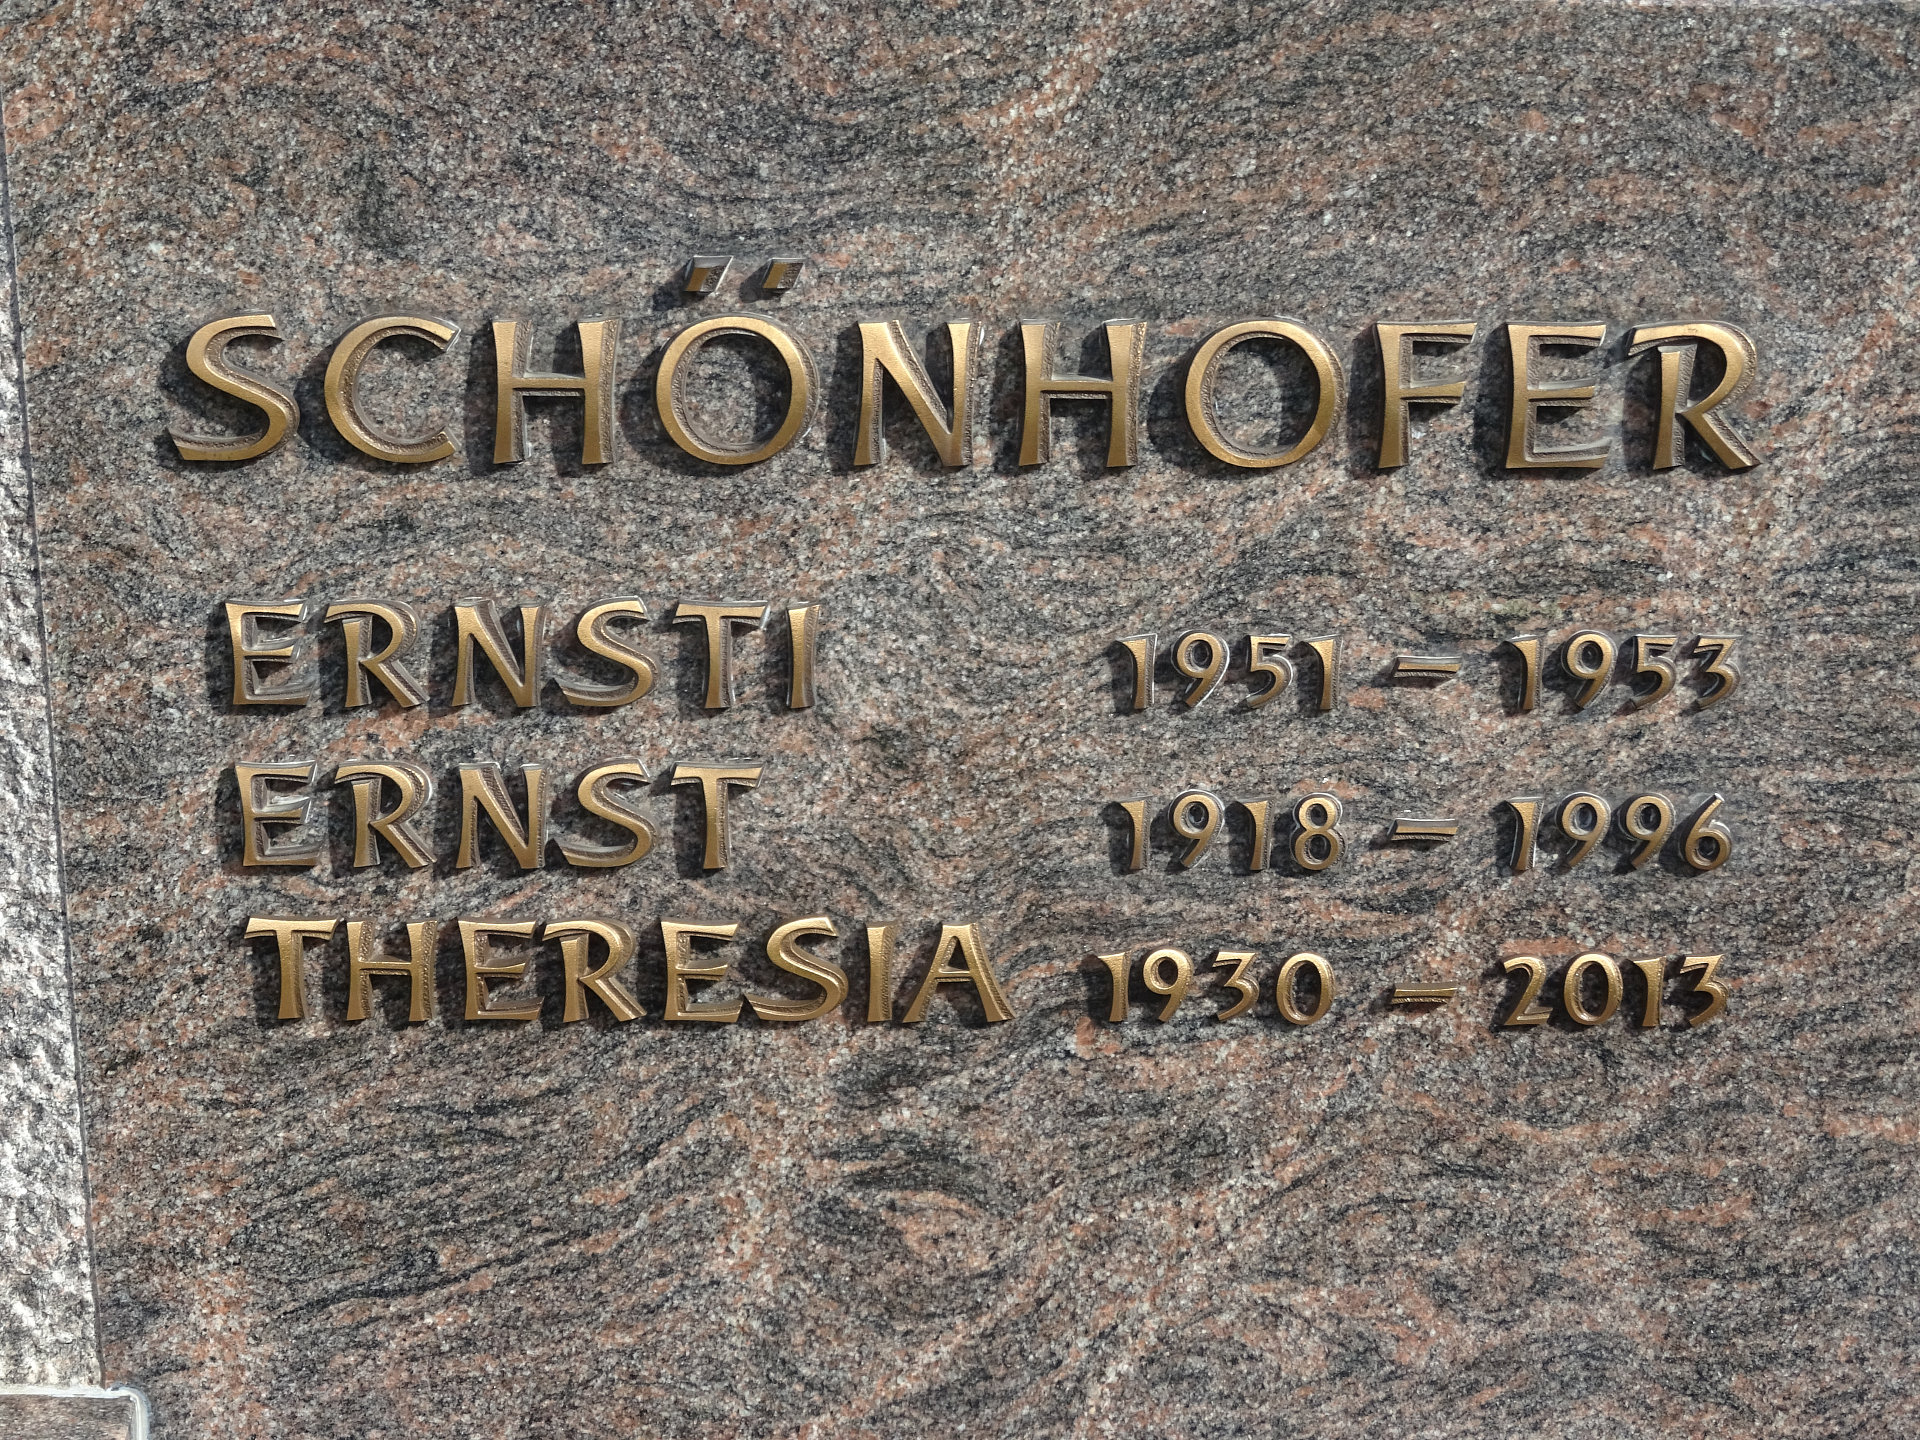 SCHÖNHOFER
ERNSTI 1951 – 1953
ERNST 1918 – 1996
THERESIA 1930 – 2013